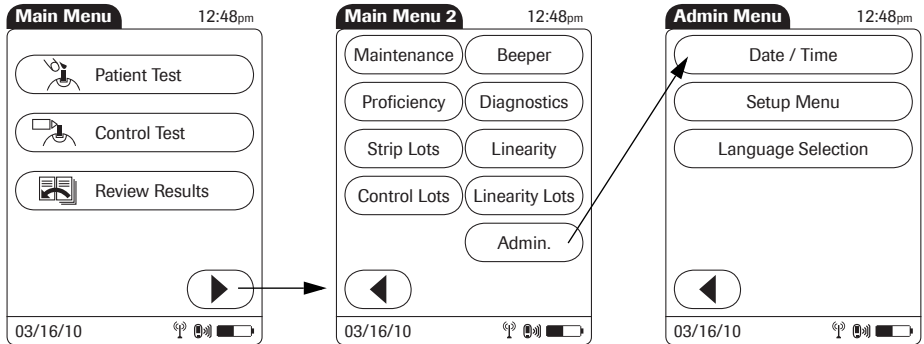 Main Menu 12:48pm
Patient Test
Control Test
Review Results
03/16/10
Main Menu 2 12:48pm
Maintenance Beeper
Proficiency Diagnostics
Strip Lots Linearity
Control Lots Linearity Lots
Admin.
03/16/10
Admin Menu 12:48pm
Date / Time
Setup Menu
Language Selection
03/16/10